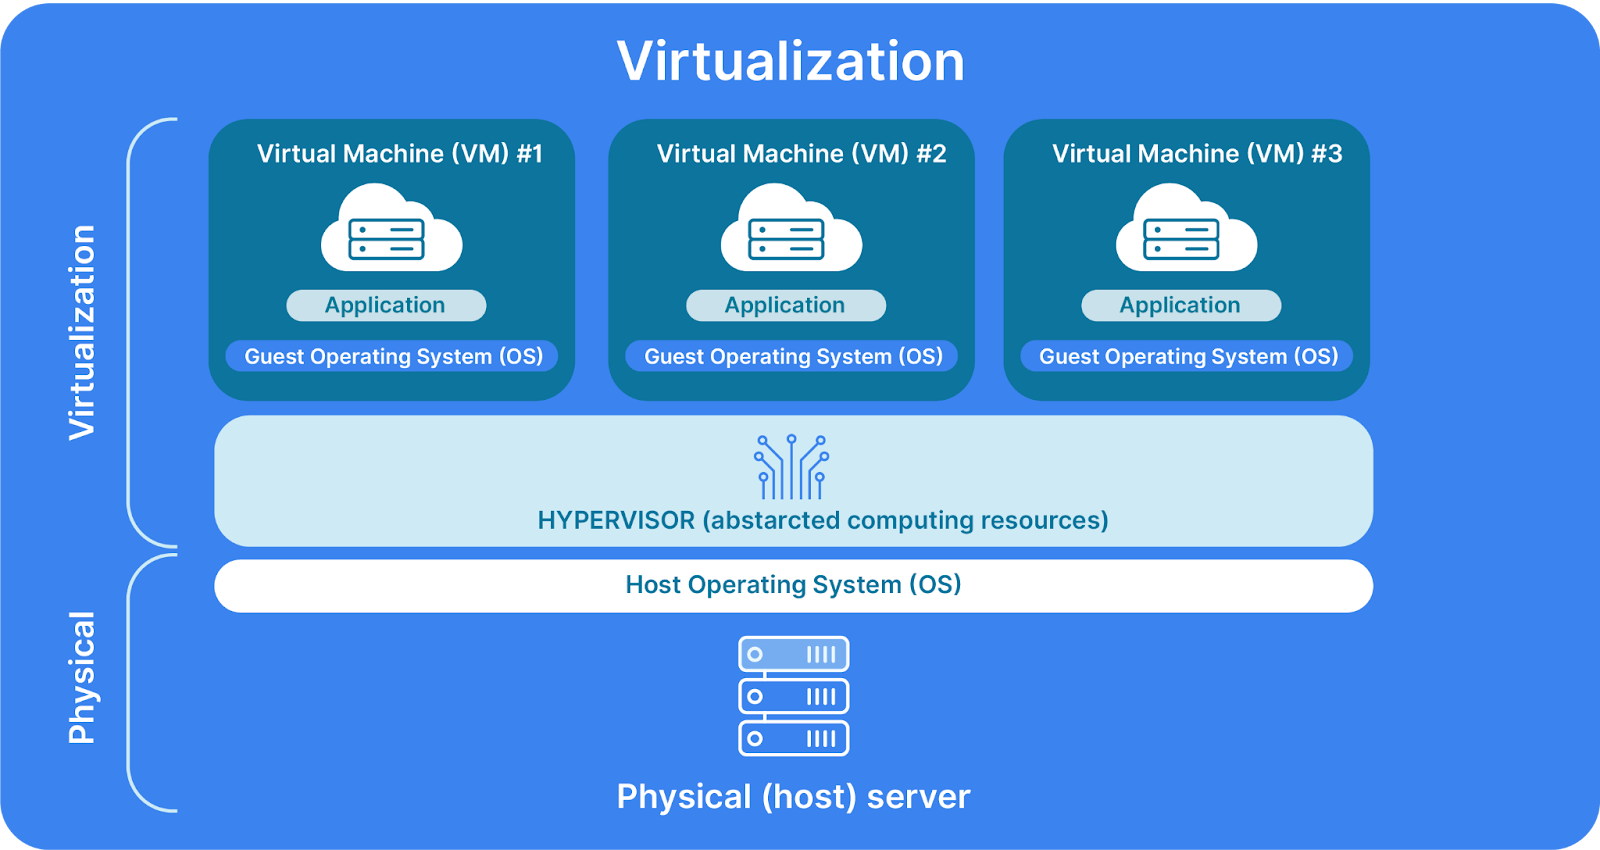 Virtualization
Virtualization
Virtual Machine (VM) #1
Application
Guest Operating System (OS)
Virtual Machine (VM) #2
Application
Guest Operating System (OS)
Virtual Machine (VM) #3
Application
Guest Operating System (OS)
HYPERVISOR (abstarcted computing resources)
Physical
Host Operating System (OS)
Physical (host) server